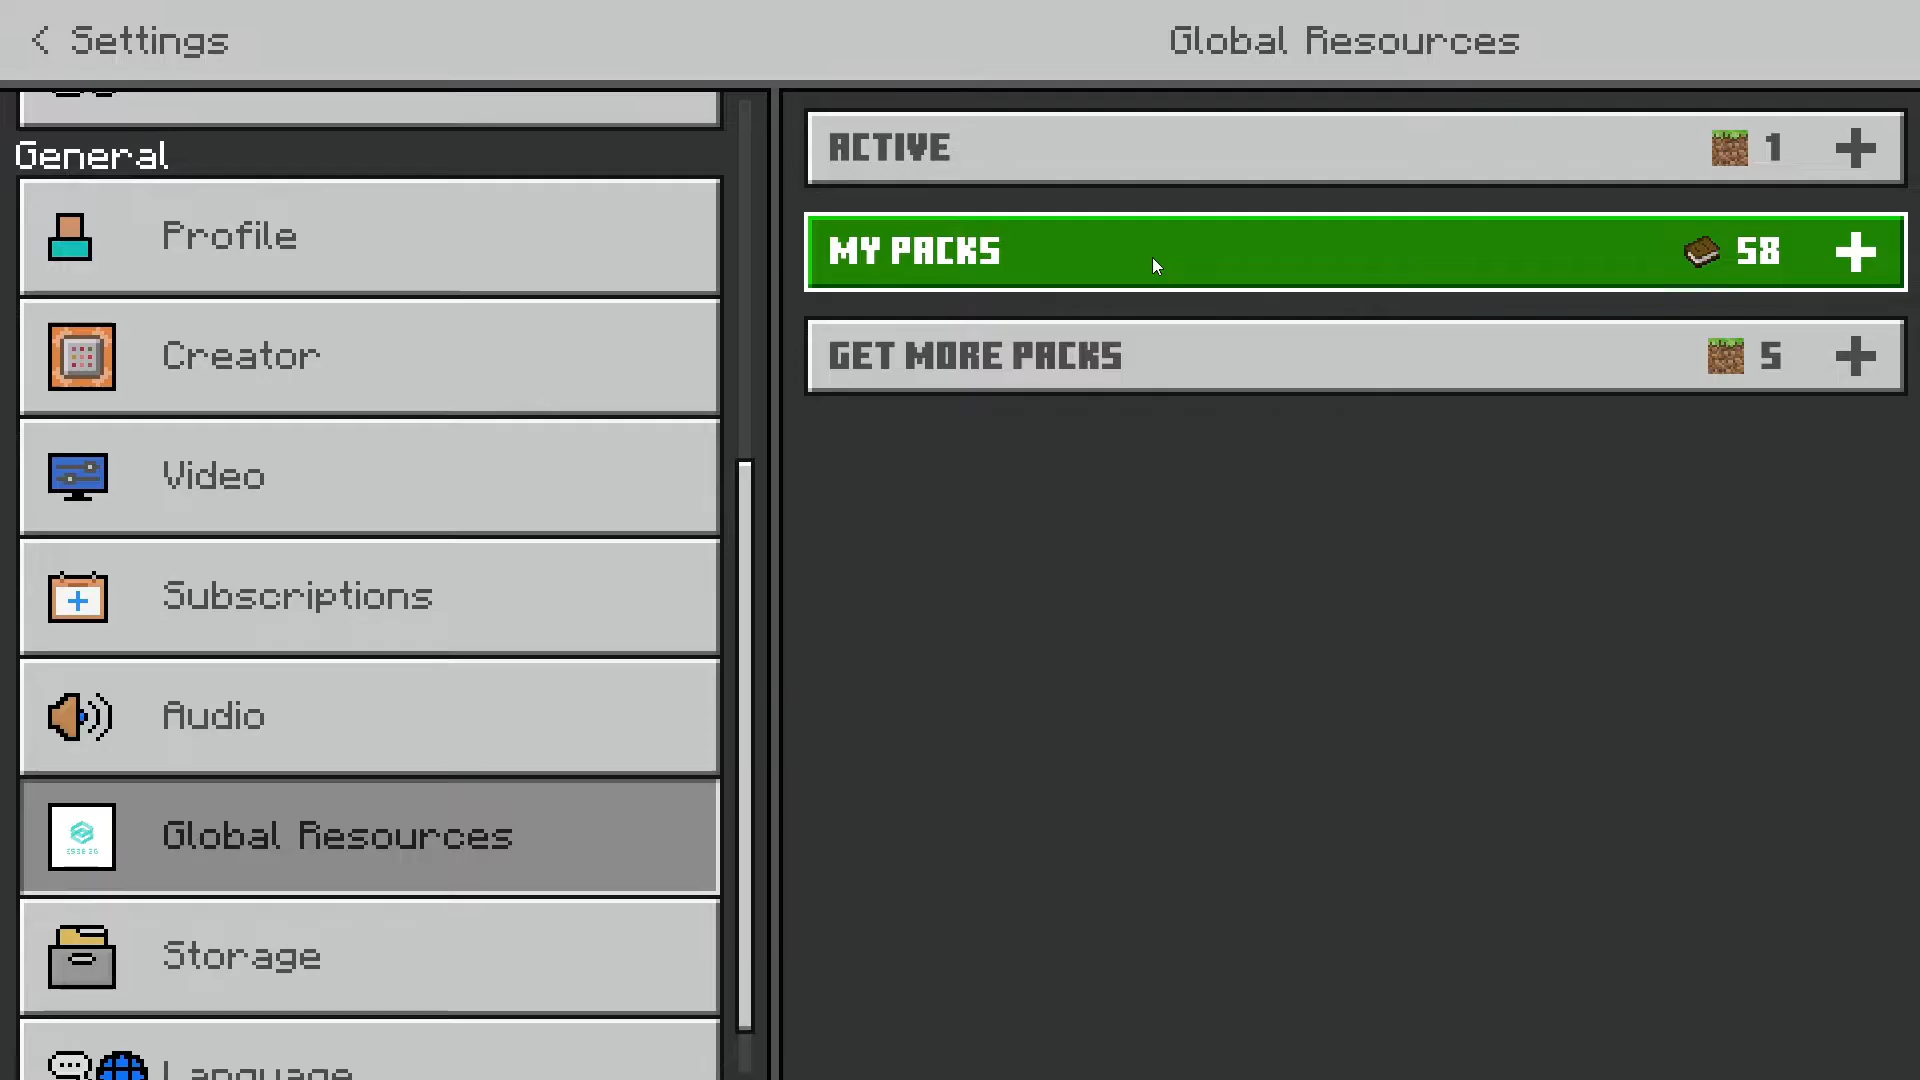 Settings
Global Resources
General
Profile
Creator
Video
Subscriptions
Audio
Global Resources
Storage
Language
ACTIVE 1
MY PACKS 58
GET MORE PACKS 5